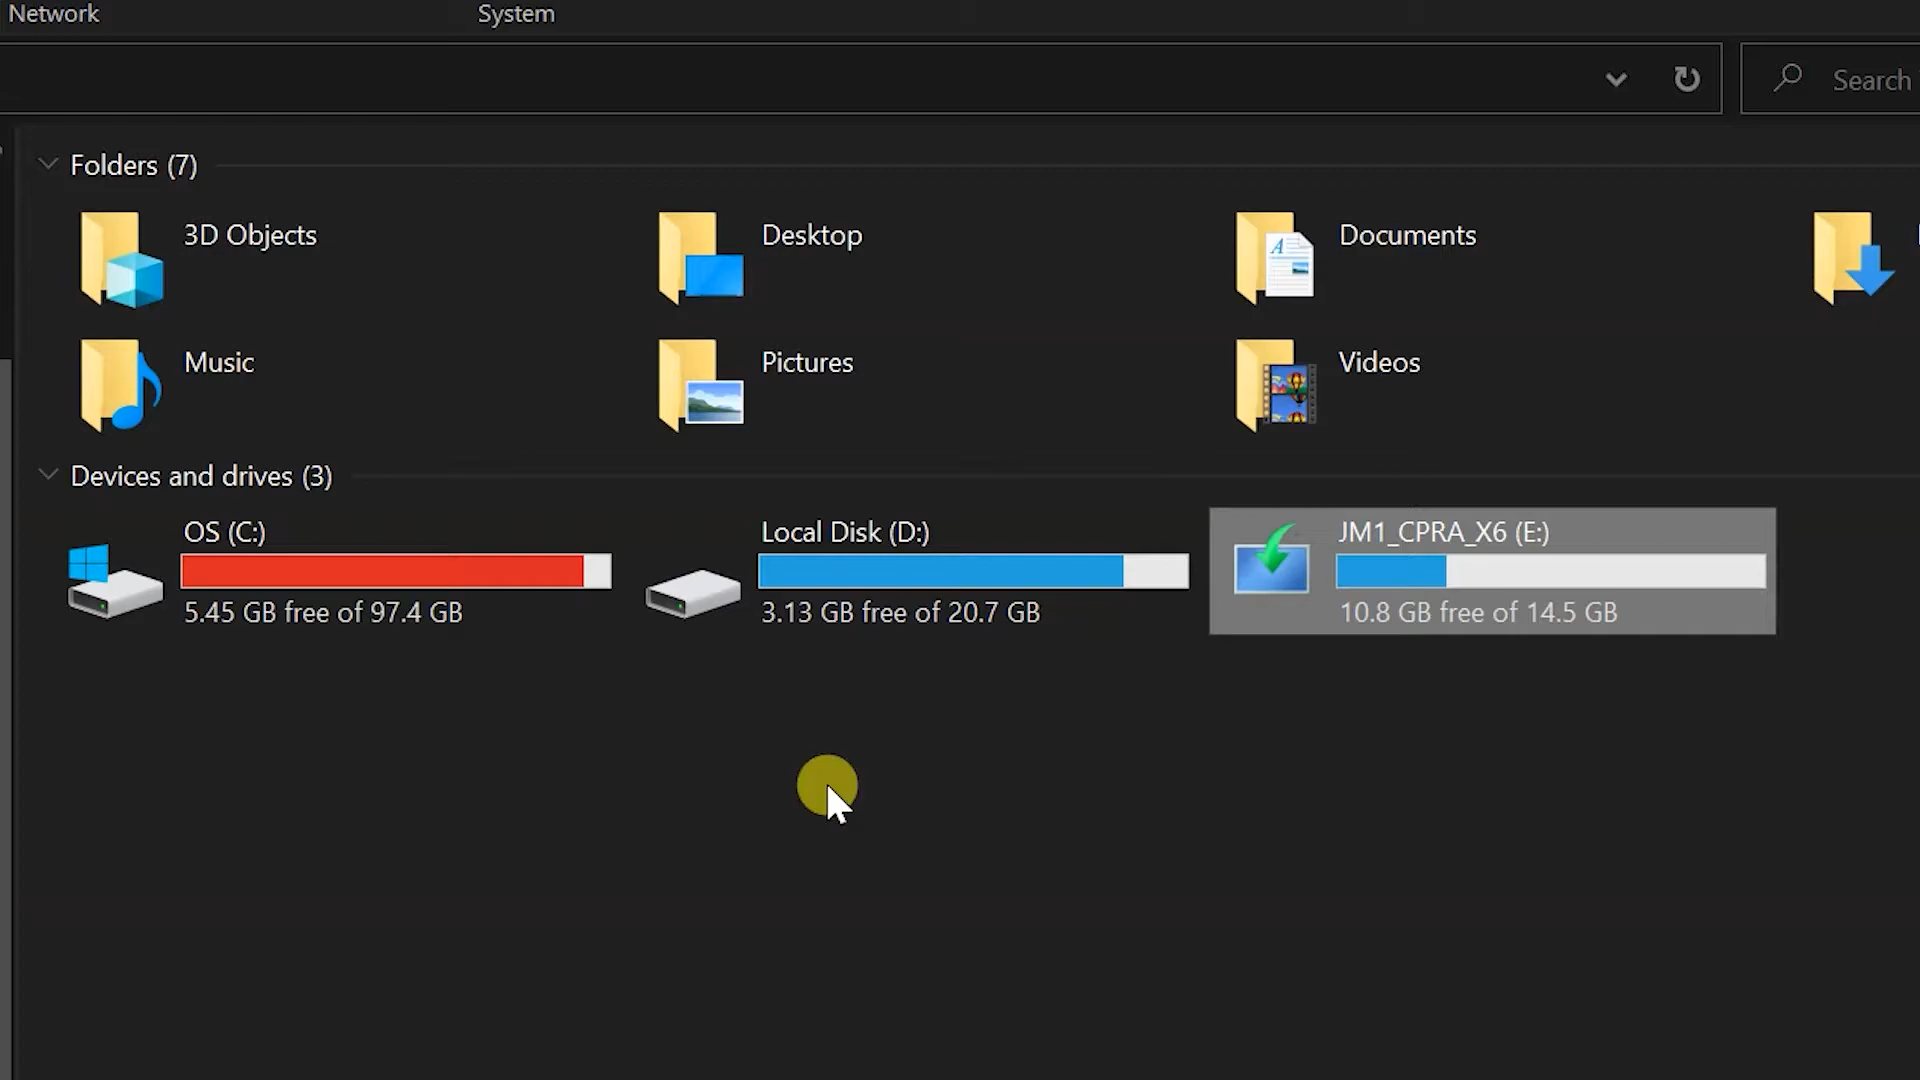 Network System
Search
Folders (7)
3D Objects Desktop Documents
Music Pictures Videos
Devices and drives (3)
OS (C:) Local Disk (D:) JM1_CPRA_X6 (E:)
5.45 GB free of 97.4 GB 3.13 GB free of 20.7 GB 10.8 GB free of 14.5 GB